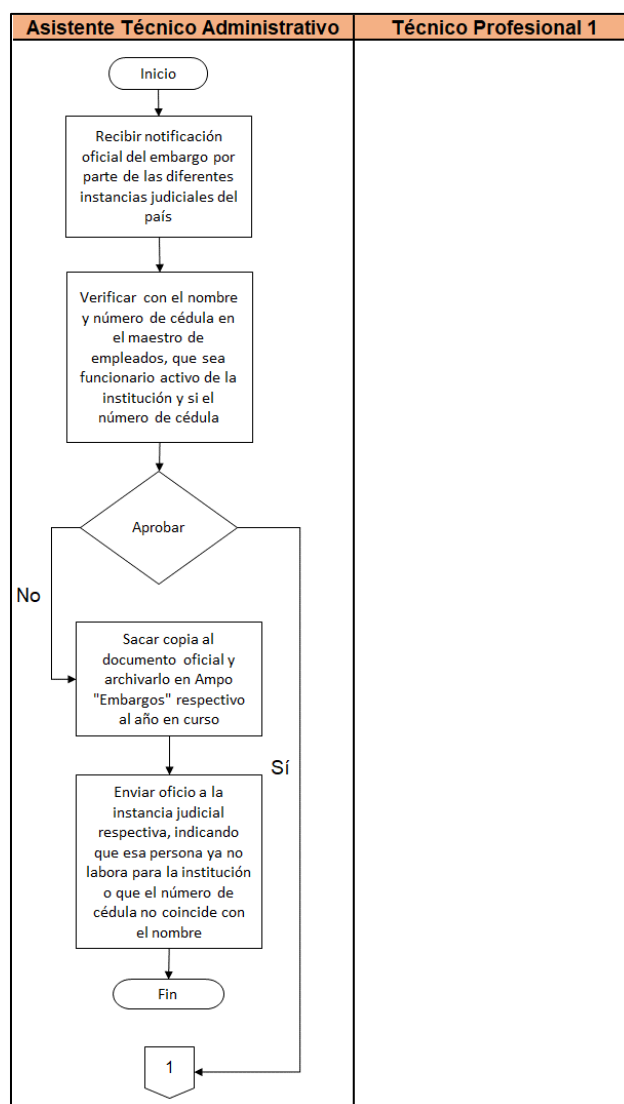 Asistente Técnico Administrativo
Técnico Profesional 1
Inicio
Recibir notificación
oficial del embargo por
parte de las diferentes
instancias judiciales del
país
Verificar con el nombre
y número de cédula en
el maestro de
empleados, que sea
funcionario activo de la
institución y si el
número de cédula
Aprobar
No
Sacar copia al
documento oficial y
archivarlo en Ampo
"Embargos" respectivo
al año en curso
Sí
Enviar oficio a la
instancia judicial
respectiva, indicando
que esa persona ya no
labora para la institución
o que el número de
cédula no coincide con
el nombre
Fin
1